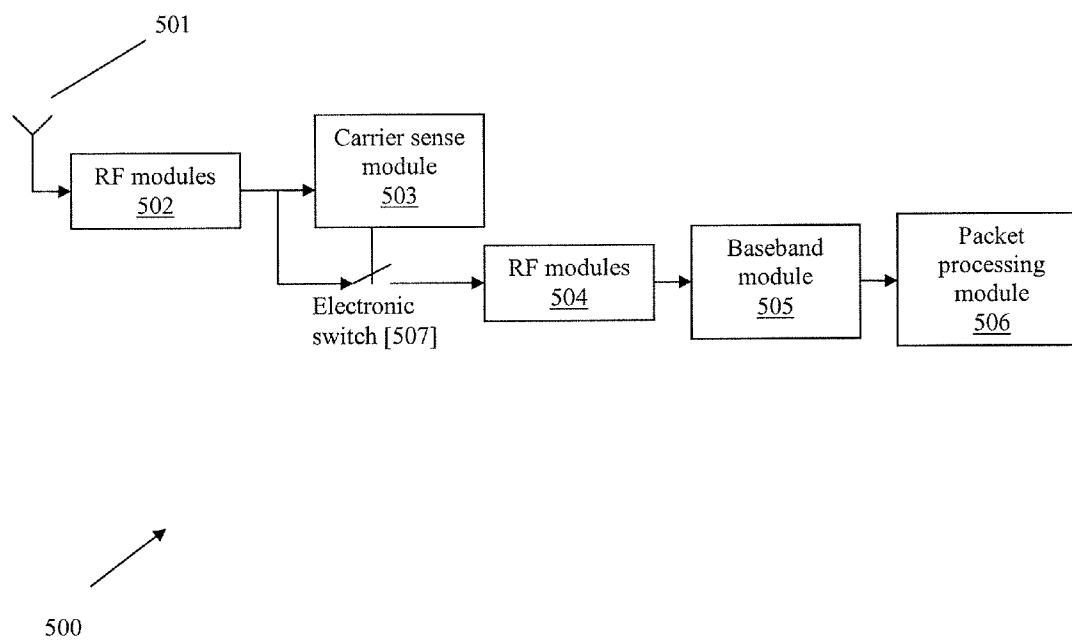 501
Carrier sense
module
503
RF modules
502
RF modules
504
Baseband
module
505
Packet
processing
module
506
Electronic
switch [507]
500